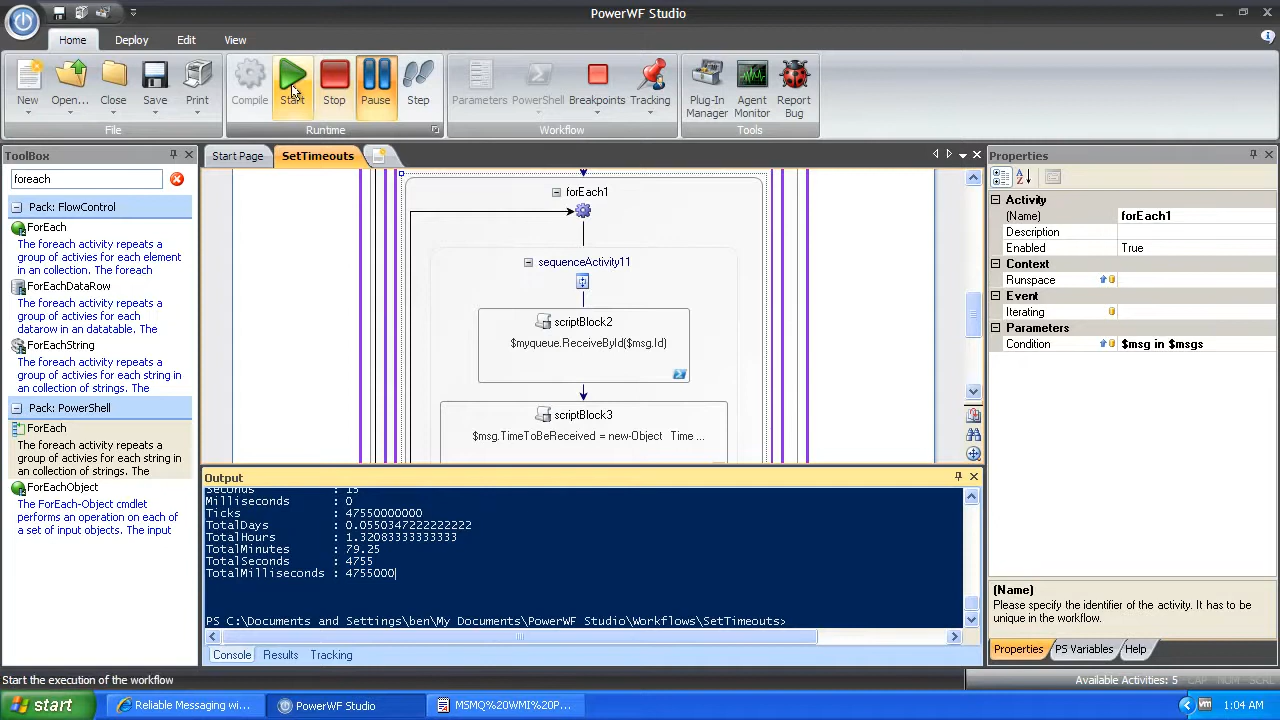 PowerWF Studio
Home
Deploy
Edit
View
New
Open...
Close
Save
Print
File
Compile
Start
Stop
Pause
Step
Runtime
Parameters
PowerShell
Breakpoints
Tracking
Workflow
Plug-In
Manager
Agent
Monitor
Report
Bug
Tools
ToolBox
foreach
Pack: FlowControl
ForEach
The foreach activity repeats a
group of activies for each element
in an collection. The foreach
ForEachDataRow
The foreach activity repeats a
group of activies for each
datarow in an datatable. The
ForEachString
The foreach activity repeats a
group of activies for each string
in an collection of strings. The
Pack: PowerShell
ForEach
The foreach activity repeats a
group of activies for each string
in an collection of strings. The
ForEachObject
The ForEach-Object cmdlet
performs an operation on each of
a set of input objects. The input
Start Page
SetTimeouts
forEach1
sequenceActivity11
scriptBlock2
$myqueue.ReceiveById($msg.Id)
scriptBlock3
$msg.TimeToBeReceived = new-Object Time ...
Output
Seconds : 15
Milliseconds : 0
Ticks : 47550000000
TotalDays : 0.0550347222222222
TotalHours : 1.32083333333333
TotalMinutes : 79.25
TotalSeconds : 4755
TotalMilliseconds : 4755000
PS C:\Documents and Settings\ben\My Documents\PowerWF Studio\Workflows\SetTimeouts>
Console
Results
Tracking
Properties
Activity
(Name) forEach1
Description
Enabled True
Context
Runspace
Event
Iterating
Parameters
Condition $msg in $msgs
(Name)
Please specify the identifier of the activity. It has to be
unique in the workflow.
Properties
PS Variables
Help
Start the execution of the workflow
Available Activities: 5
CAP
NUM
SCRL
start
Reliable Messaging wi...
PowerWF Studio
MSMQ%20WMI%20P...
1:04 AM